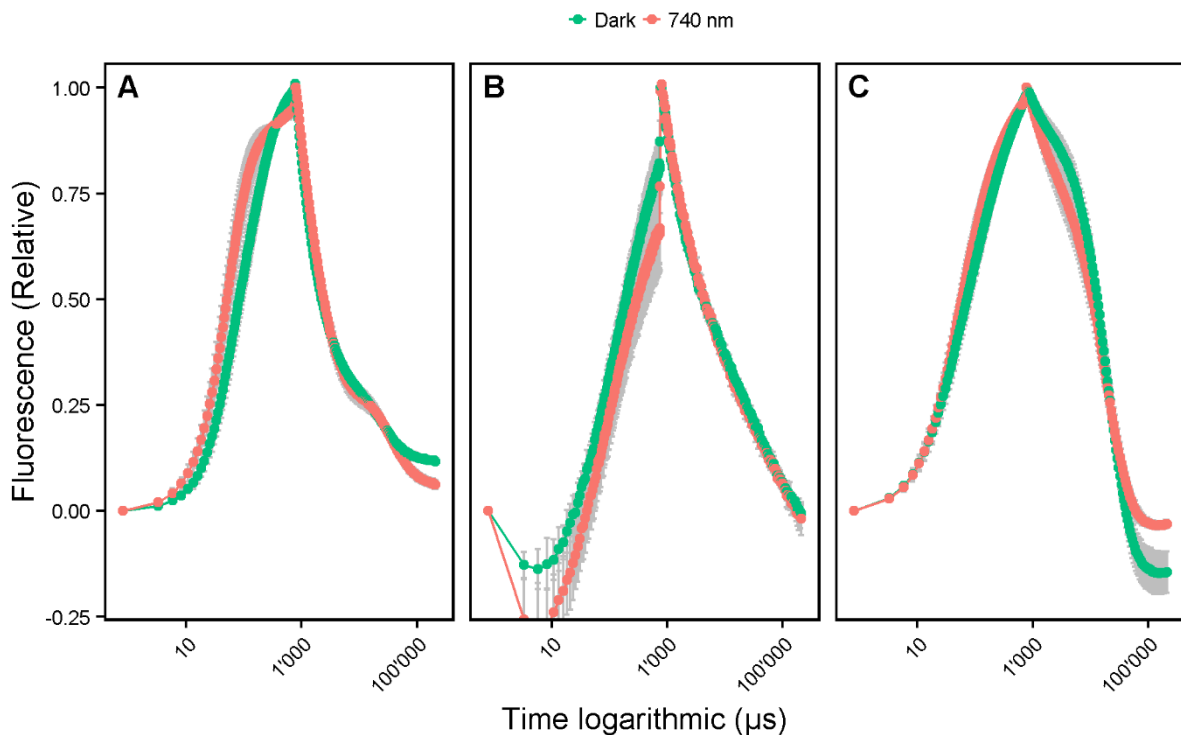 Dark 740 nm
A
B
C
1.00
0.75
0.50
0.25
0.00
-0.25
Fluorescence (Relative)
10 1'000 100'000 10 1'000 100'000 10 1'000 100'000
Time logarithmic (µs)